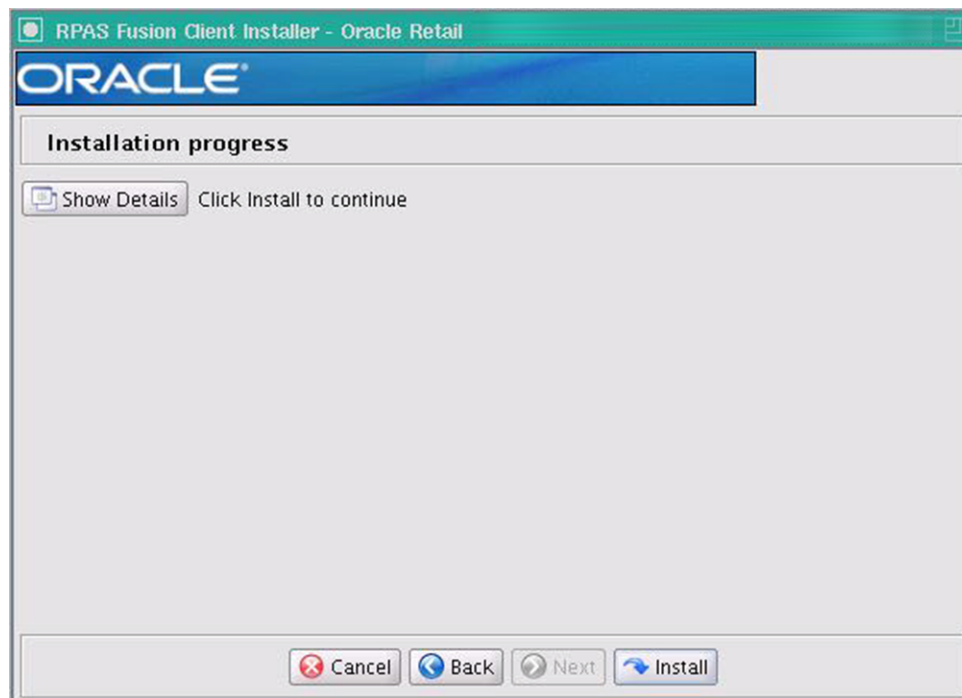 RPAS Fusion Client Installer - Oracle Retail
ORACLE®
Installation progress
Show Details Click Install to continue
Cancel Back Next Install